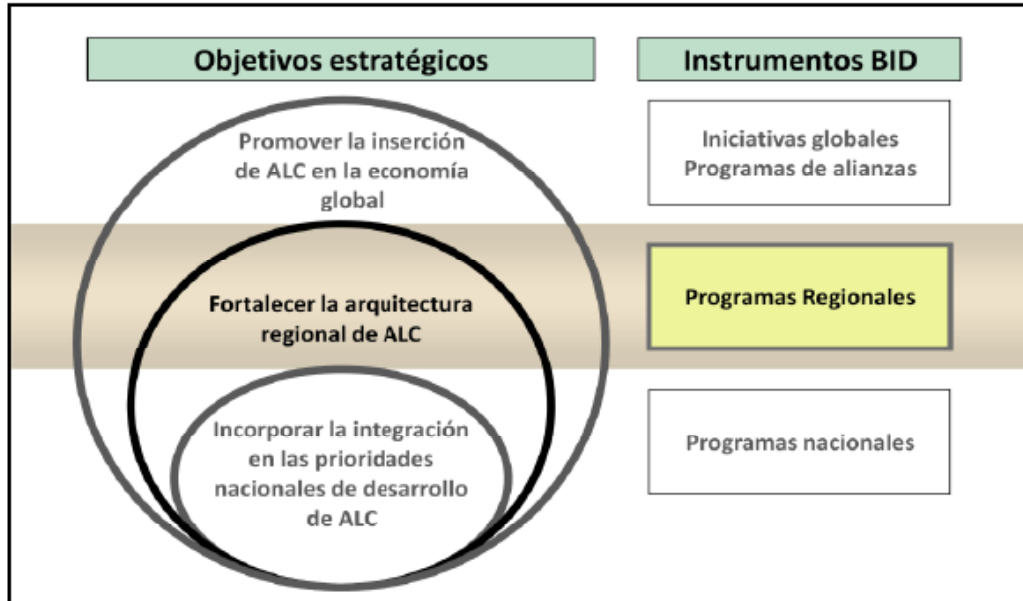 Objetivos estratégicos
Instrumentos BID
Promover la inserción
de ALC en la economía
global
Iniciativas globales
Programas de alianzas
Fortalecer la arquitectura
regional de ALC
Programas Regionales
Incorporar la integración
en las prioridades
nacionales de desarrollo
de ALC
Programas nacionales